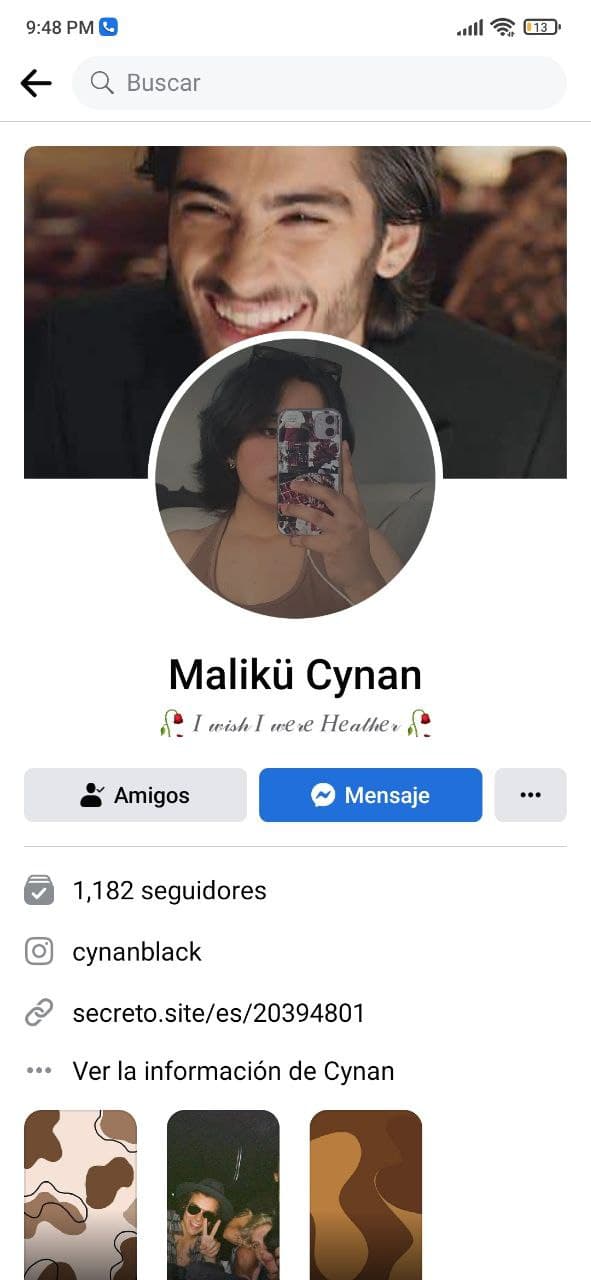 9:48 PM
13
Buscar
Malikü Cynan
🥀 I wish I were Heather 🥀
Amigos
Mensaje
1,182 seguidores
cynanblack
secreto.site/es/20394801
Ver la información de Cynan